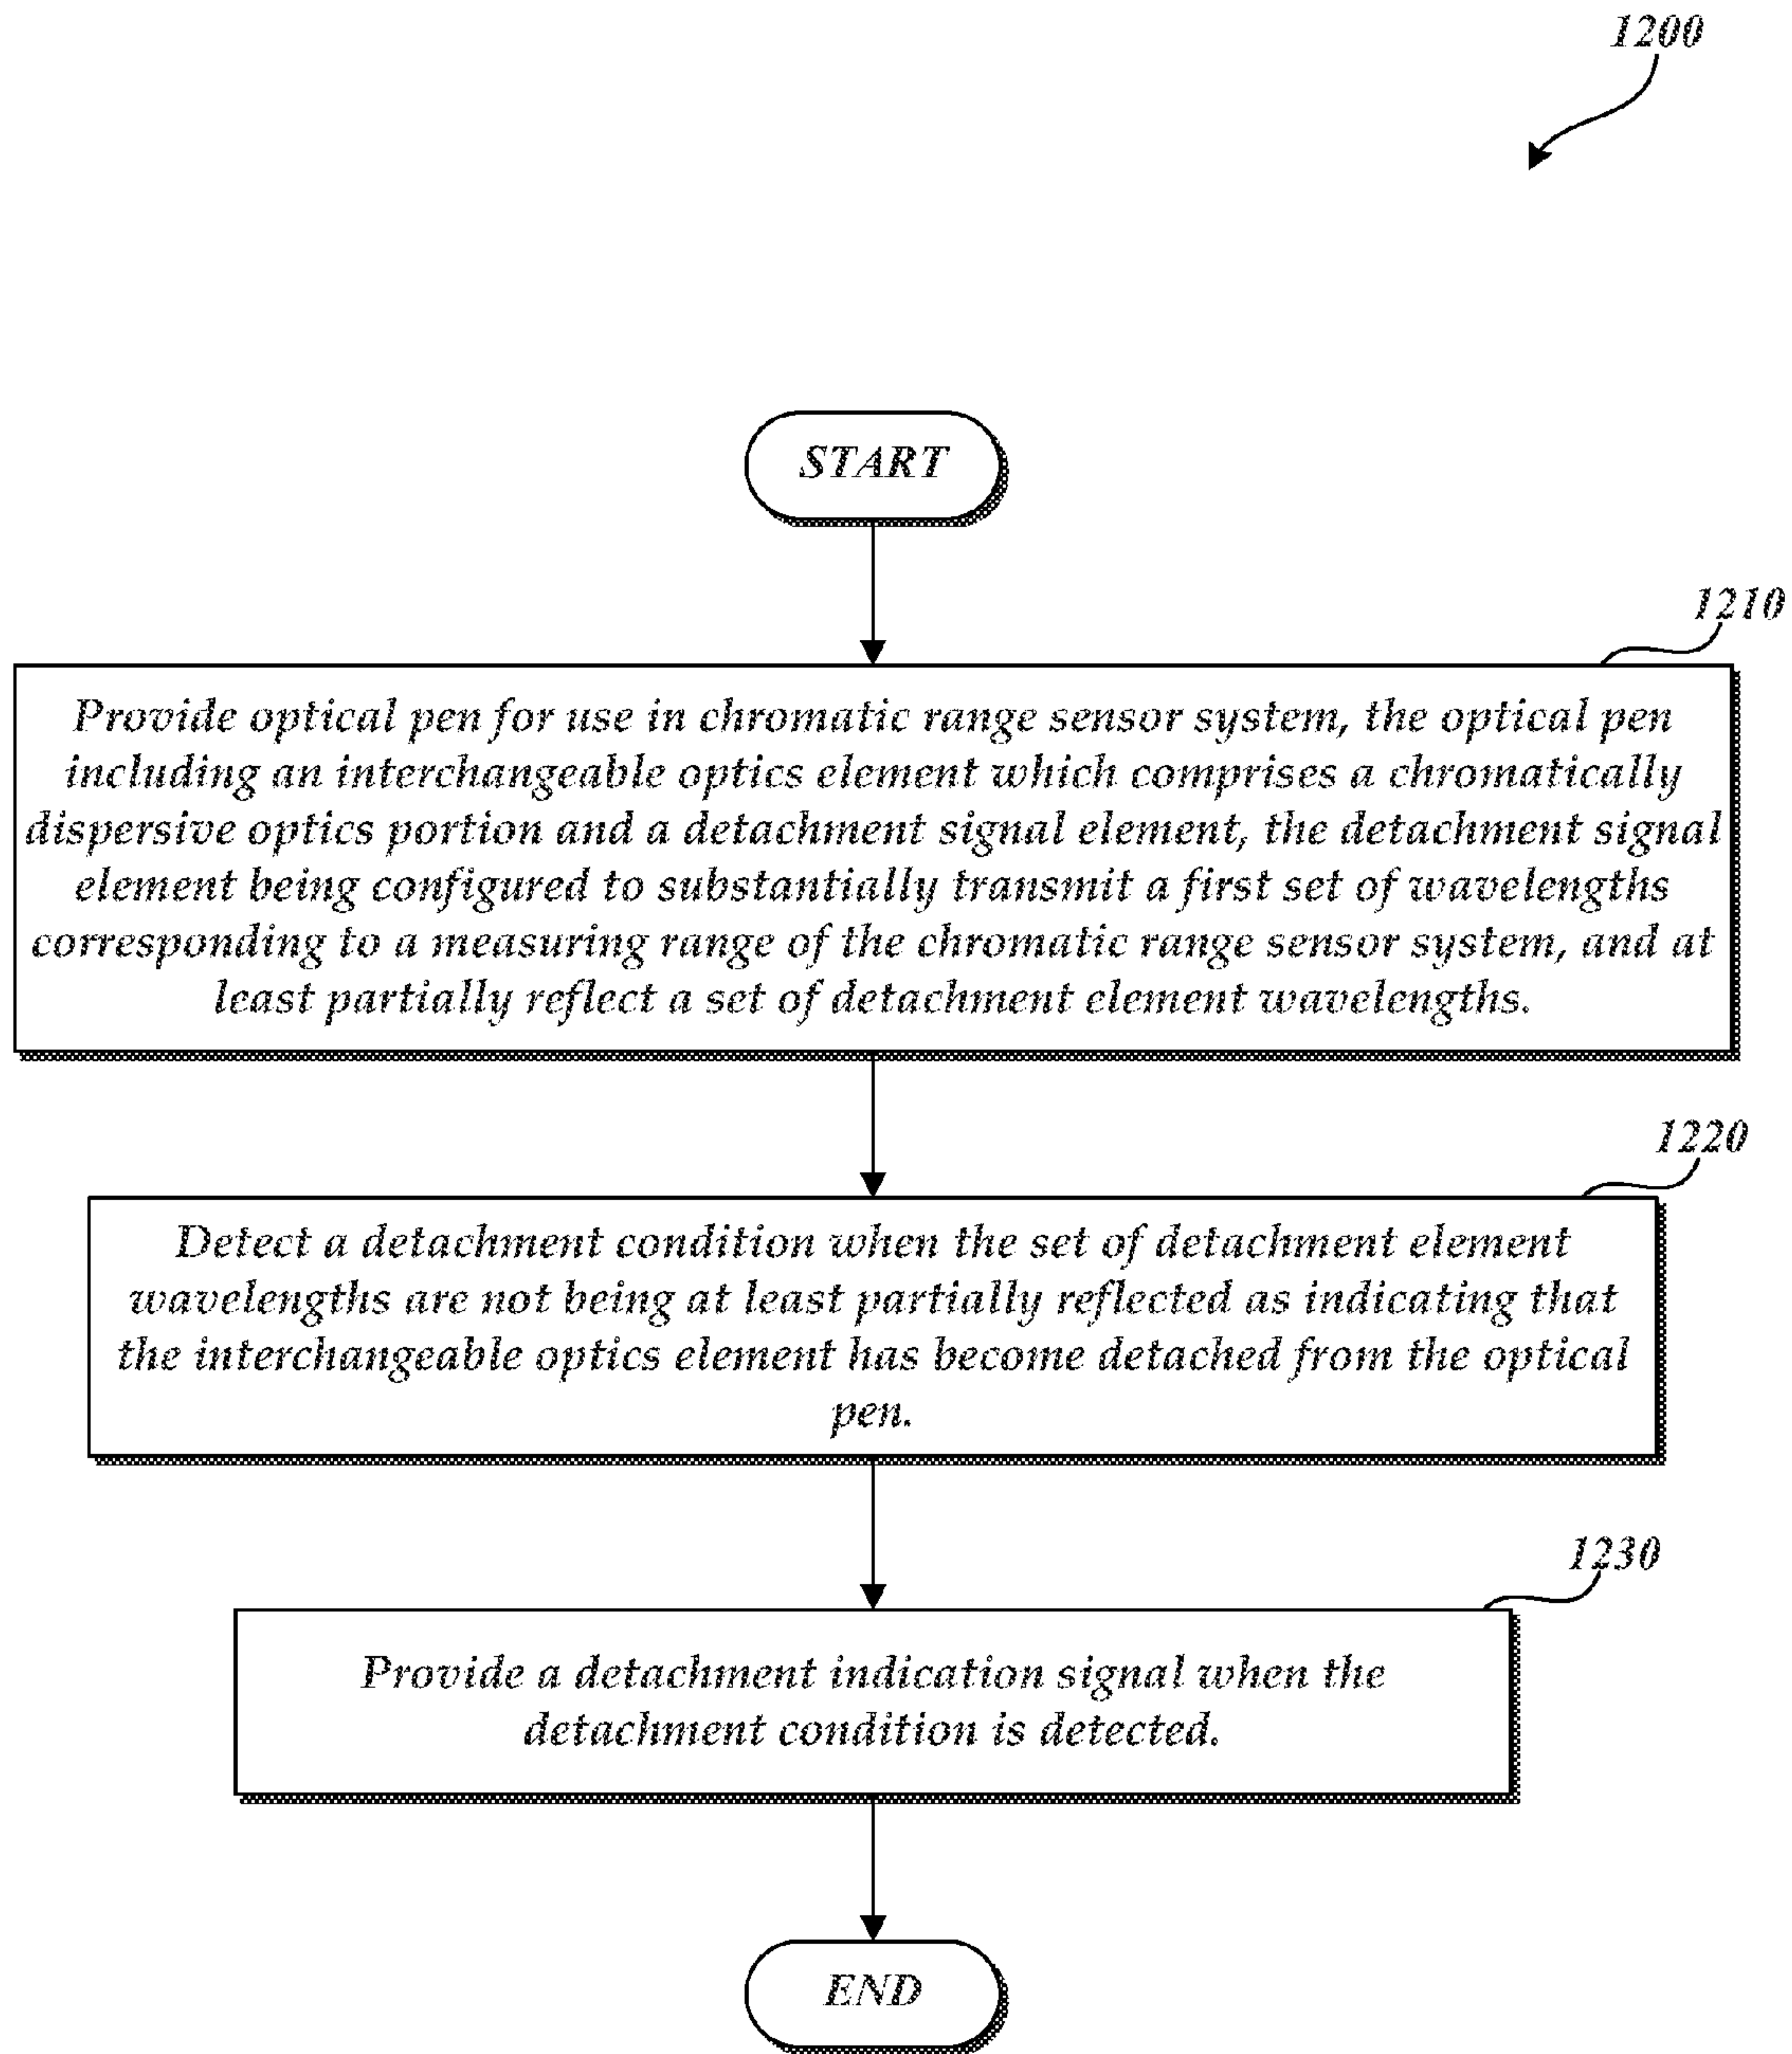 1200
START
1210
Provide optical pen for use in chromatic range sensor system, the optical pen
including an interchangeable optics element which comprises a chromatically
dispersive optics portion and a detachment signal element, the detachment signal
element being configured to substantially transmit a first set of wavelengths
corresponding to a measuring range of the chromatic range sensor system, and at
least partially reflect a set of detachment element wavelengths.
1220
Detect a detachment condition when the set of detachment element
wavelengths are not being at least partially reflected as indicating that
the interchangeable optics element has become detached from the optical
pen.
1230
Provide a detachment indication signal when the
detachment condition is detected.
END